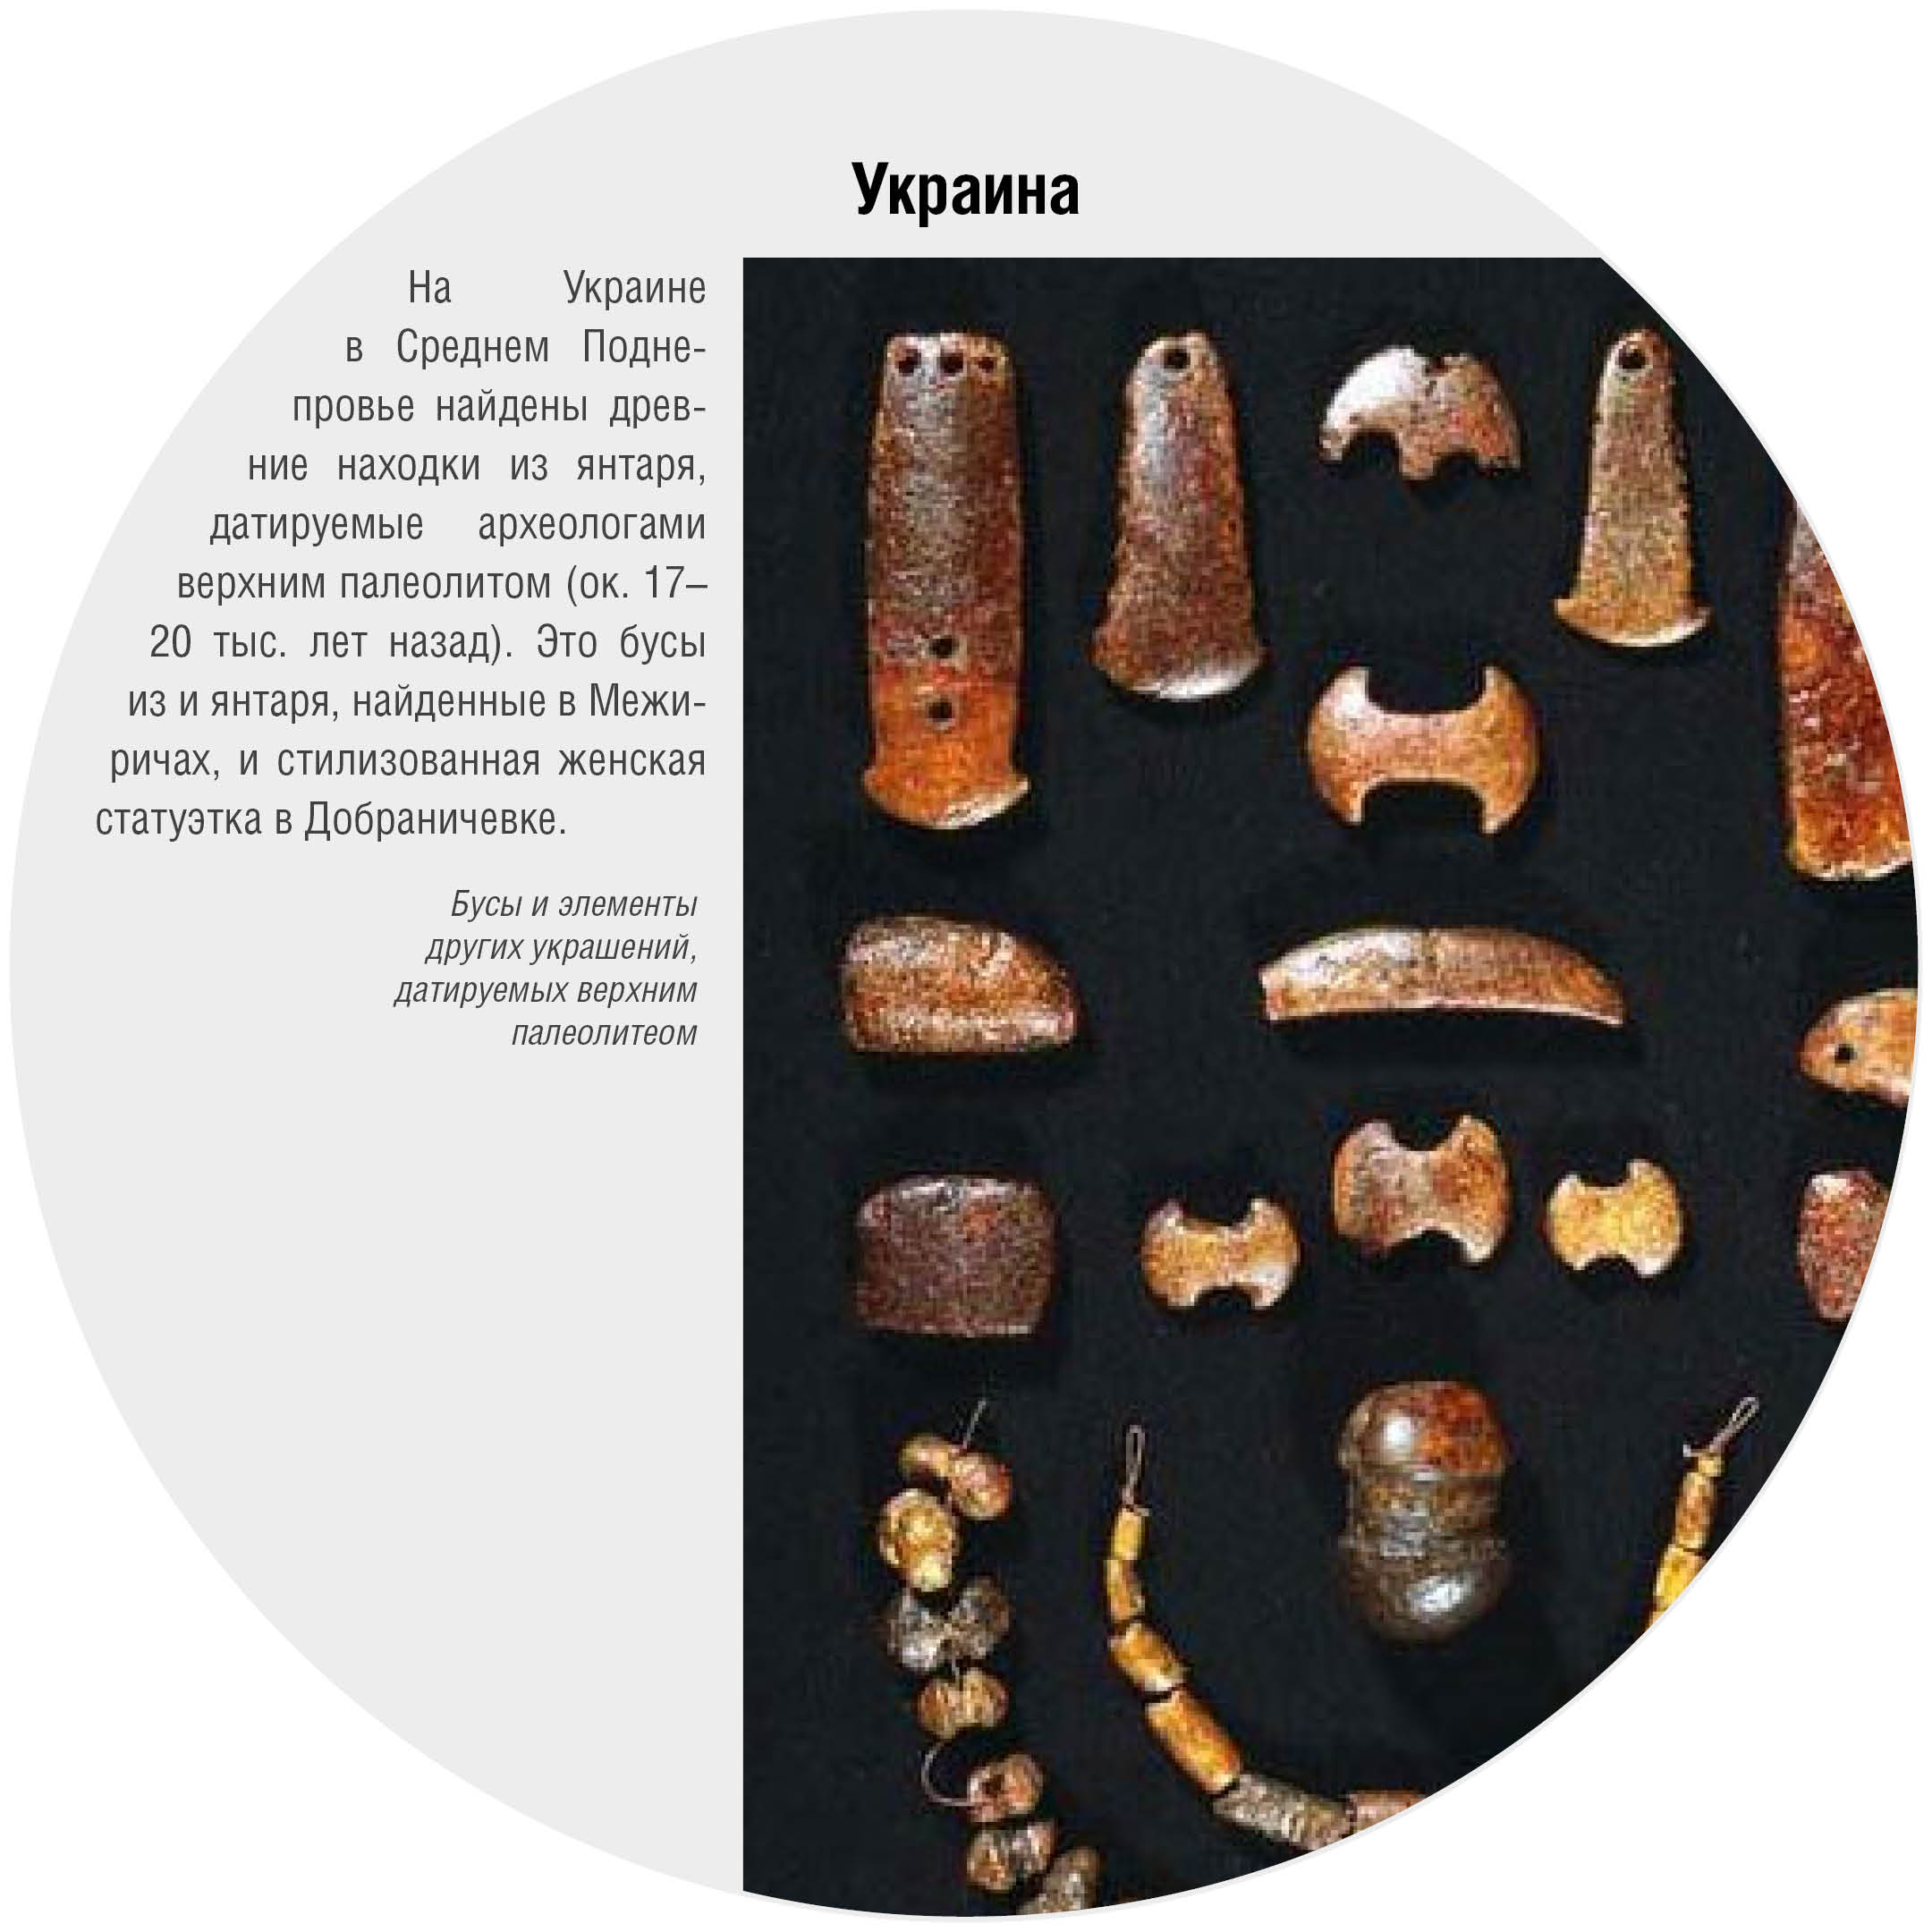 Украина
На Украине
в Среднем Подне-
провье найдены древ-
ние находки из янтаря,
датируемые археологами
верхним палеолитом (ок. 17–
20 тыс. лет назад). Это бусы
из и янтаря, найденные в Межи-
ричах, и стилизованная женская
статуэтка в Добраничевке.
Бусы и элементы
других украшений,
датируемых верхним
палеолитеом